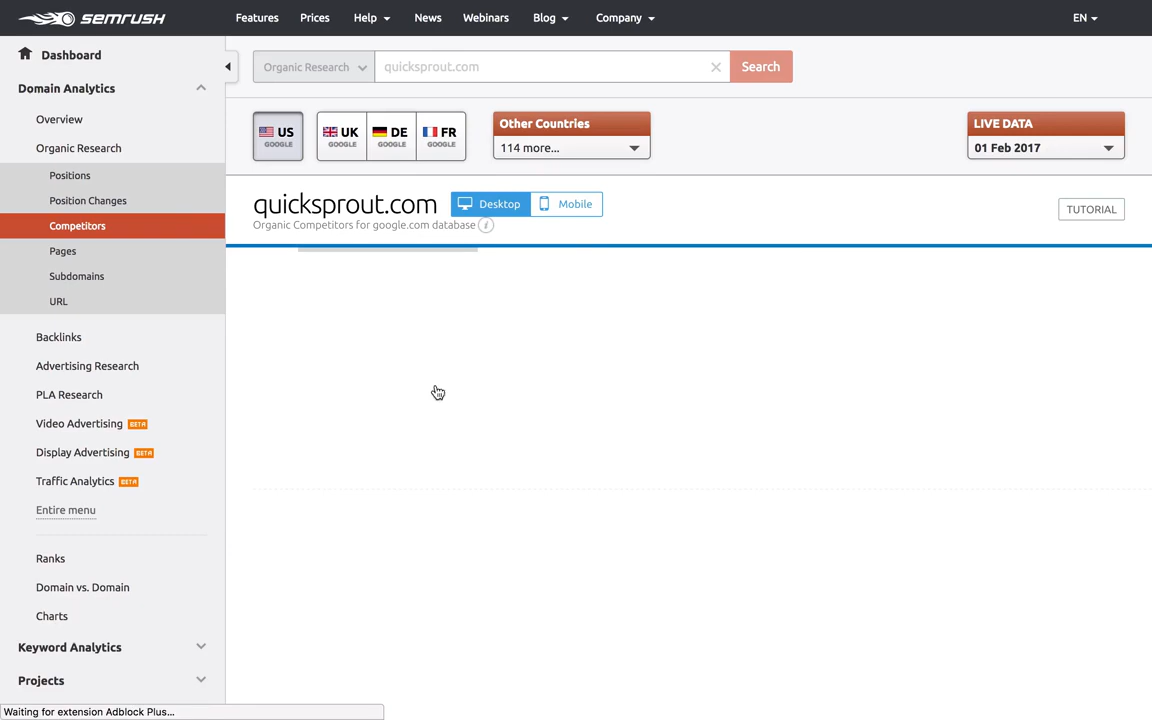 SEMRUSH Features Prices Help News Webinars Blog Company EN
Dashboard
Domain Analytics
Overview
Organic Research
Positions
Position Changes
Competitors
Pages
Subdomains
URL
Backlinks
Advertising Research
PLA Research
Video Advertising BETA
Display Advertising BETA
Traffic Analytics BETA
Entire menu
Ranks
Domain vs. Domain
Charts
Keyword Analytics
Projects
Organic Research quicksprout.com Search
US GOOGLE
UK GOOGLE
DE GOOGLE
FR GOOGLE
Other Countries
114 more...
LIVE DATA
01 Feb 2017
quicksprout.com Desktop Mobile
Organic Competitors for google.com database i
TUTORIAL
Waiting for extension Adblock Plus...